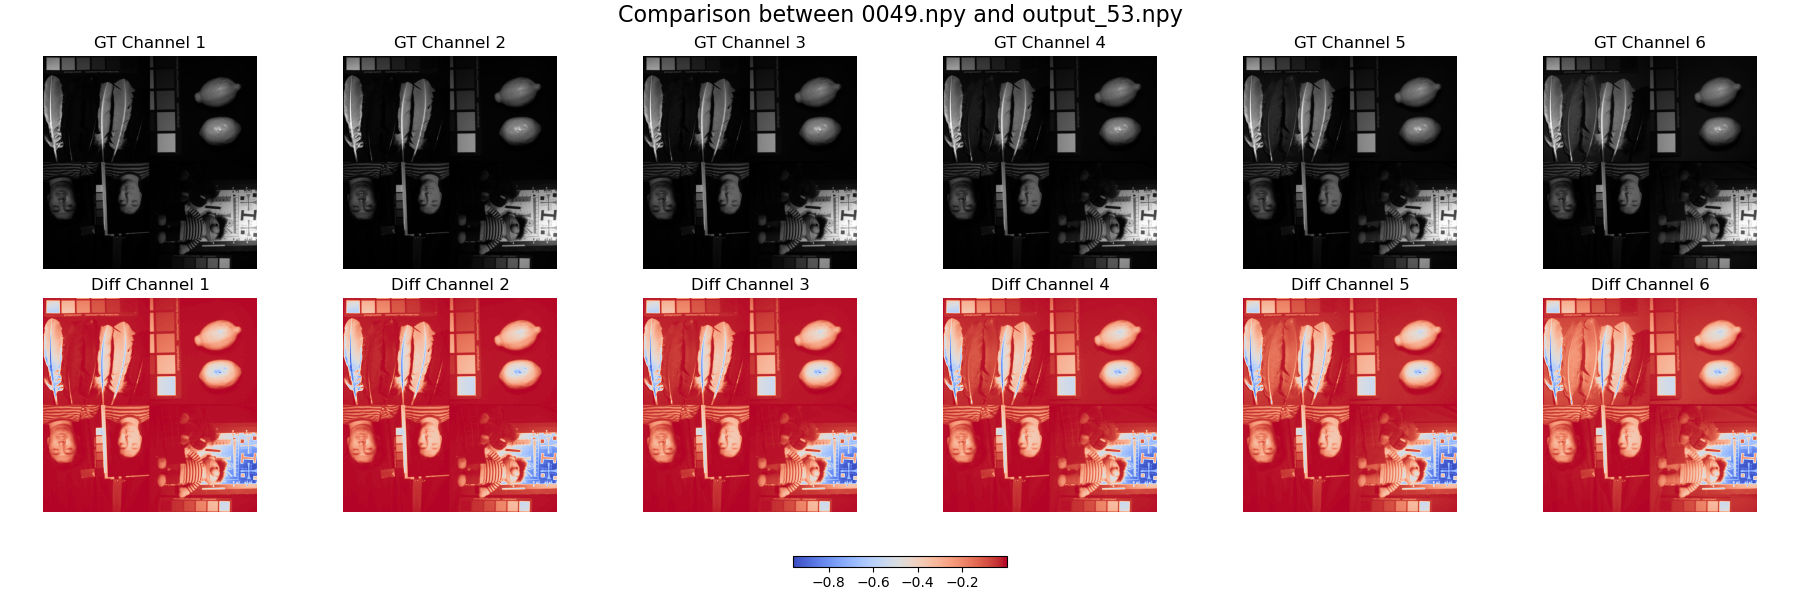 Comparison between 0049.npy and output_53.npy
GT Channel 1
GT Channel 2
GT Channel 3
GT Channel 4
GT Channel 5
GT Channel 6
Diff Channel 1
Diff Channel 2
Diff Channel 3
Diff Channel 4
Diff Channel 5
Diff Channel 6
−0.8 −0.6 −0.4 −0.2